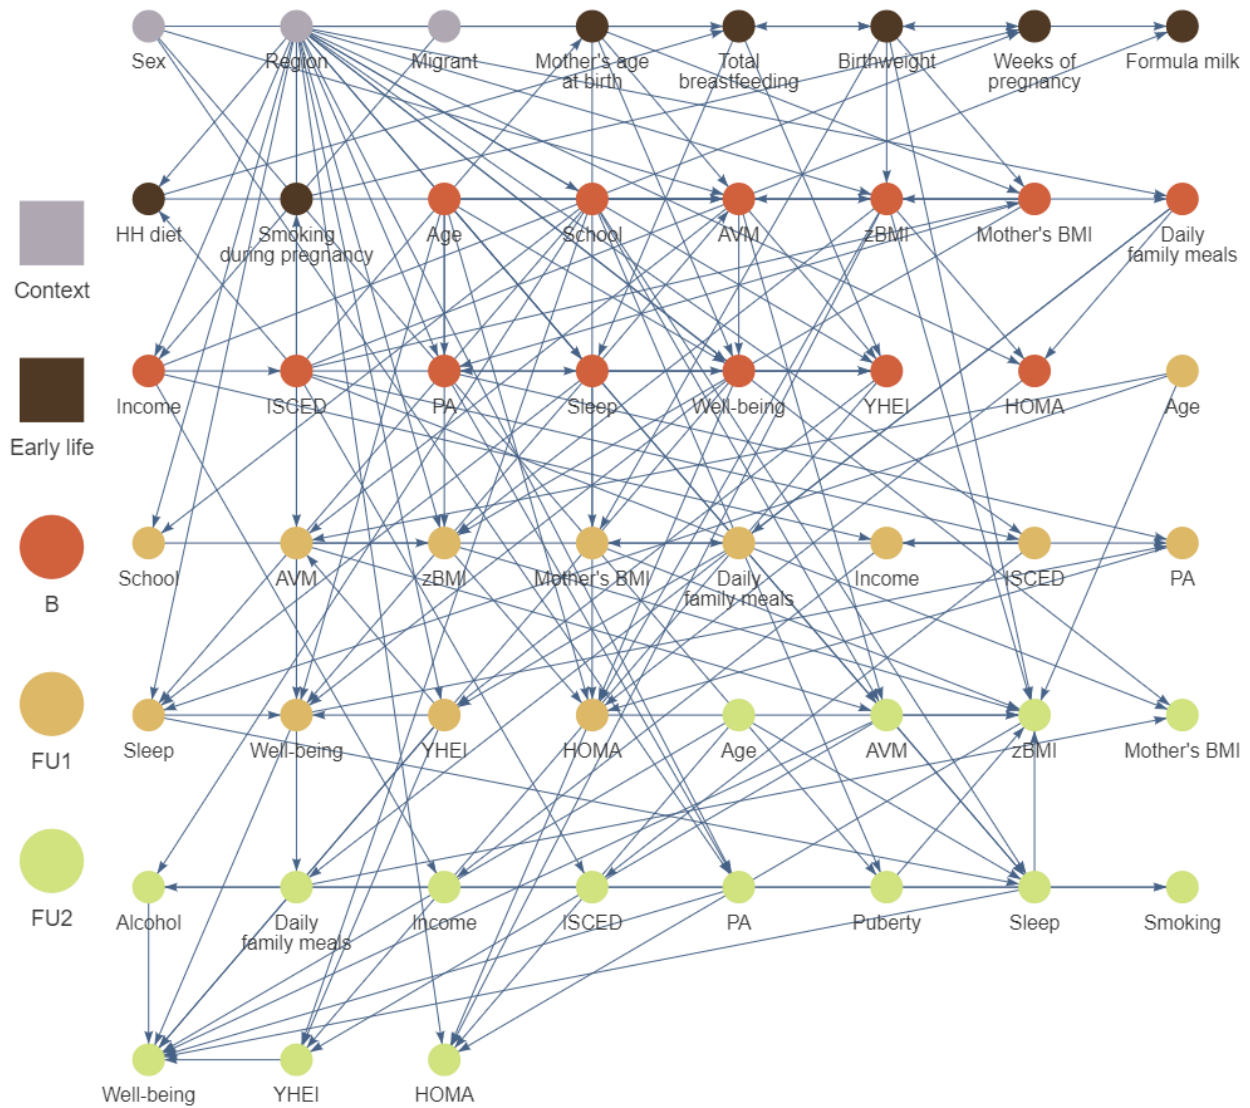 Sex
Region
Migrant
Mother's age
at birth
Total
breastfeeding
Birthweight
Weeks of
pregnancy
Formula milk
HH diet
Smoking
during pregnancy
Age
School
AVM
zBMI
Mother's BMI
Daily
family meals
Context
Income
ISCED
PA
Sleep
Well-being
YHEI
HOMA
Age
Early life
School
AVM
zBMI
Mother's BMI
Daily
family meals
Income
ISCED
PA
B
Sleep
Well-being
YHEI
HOMA
Age
AVM
zBMI
Mother's BMI
FU1
Alcohol
Daily
family meals
Income
ISCED
PA
Puberty
Sleep
Smoking
FU2
Well-being
YHEI
HOMA